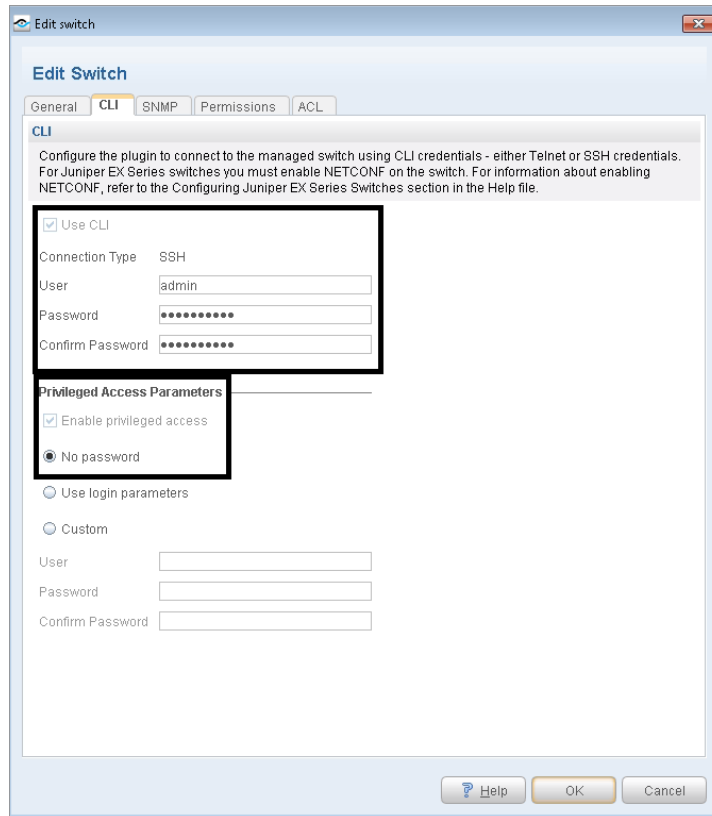 Edit switch
Edit Switch
General CLI SNMP Permissions ACL
CLI
Configure the plugin to connect to the managed switch using CLI credentials - either Telnet or SSH credentials.
For Juniper EX Series switches you must enable NETCONF on the switch. For information about enabling
NETCONF, refer to the Configuring Juniper EX Series Switches section in the Help file.
Use CLI
Connection Type SSH
User admin
Password ••••••••••
Confirm Password ••••••••••
Privileged Access Parameters
Enable privileged access
No password
Use login parameters
Custom
User
Password
Confirm Password
? Help OK Cancel